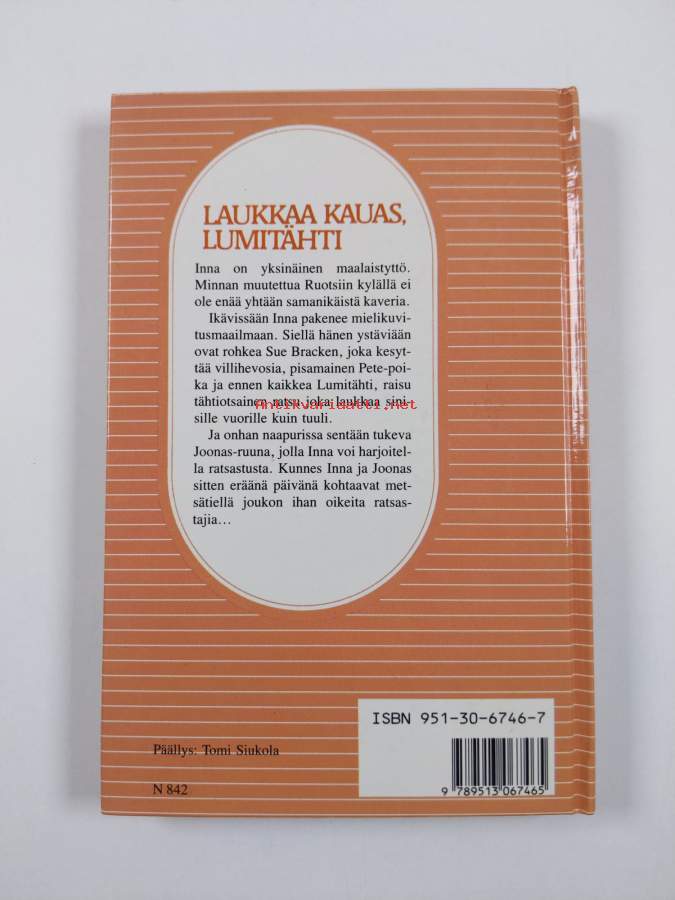 LAUKKAA KAUAS,
LUMITÄHTI
Inna on yksinäinen maalaistyttö.
Minnan muutettua Ruotsiin kylällä ei
ole enää yhtään samanikäistä kaveria.
Ikävissään Inna pakenee mielikuvi-
tusmaailmaan. Siellä hänen ystäviään
ovat rohkea Sue Bracken, joka kesyt-
tää villihevosia, pisamainen Pete-poi-
ka ja ennen kaikkea Lumitähti, raisu
tähtiotsainen ratsu joka laukkaa sini-
Antikvariaatti.net
sille vuorille kuin tuuli.
Ja onhan naapurissa sentään tukeva
Joonas-ruuna, jolla Inna voi harjoitel-
la ratsastusta. Kunnes Inna ja Joonas
sitten eräänä päivänä kohtaavat met-
sätiellä joukon ihan oikeita ratsas-
tajia...
ISBN 951-30-6746-7
Päällys: Tomi Siukola
N 842
9 789513 067465